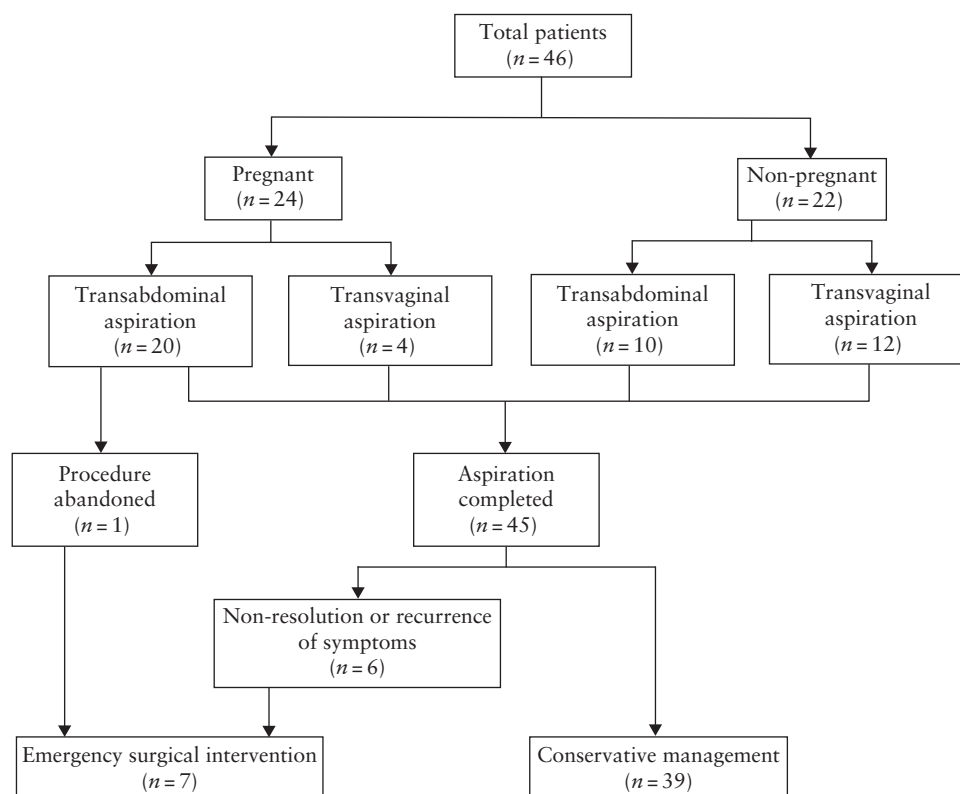 Total patients
(n = 46)
Pregnant
(n = 24)
Non-pregnant
(n = 22)
Transabdominal
aspiration
(n = 20)
Transvaginal
aspiration
(n = 4)
Transabdominal
aspiration
(n = 10)
Transvaginal
aspiration
(n = 12)
Procedure
abandoned
(n = 1)
Aspiration
completed
(n = 45)
Non-resolution or recurrence
of symptoms
(n = 6)
Emergency surgical intervention
(n = 7)
Conservative management
(n = 39)